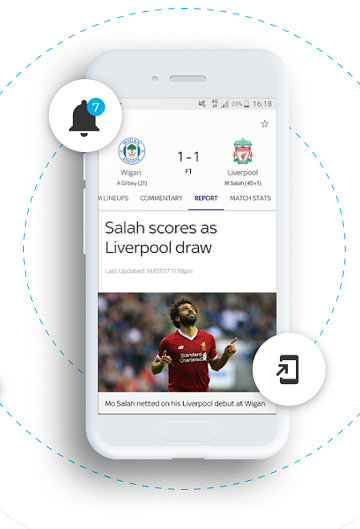 7
4G 23% 16:18
1-1
FT
Wigan
Liverpool
A Gilbey (21)
M Salah (45+1)
M LINEUPS COMMENTARY REPORT MATCH STATS
Salah scores as
Liverpool draw
Last Updated: 14/07/17 11:18pm
Standard
Chartered
Mo Salah netted on his Liverpool debut at Wigan